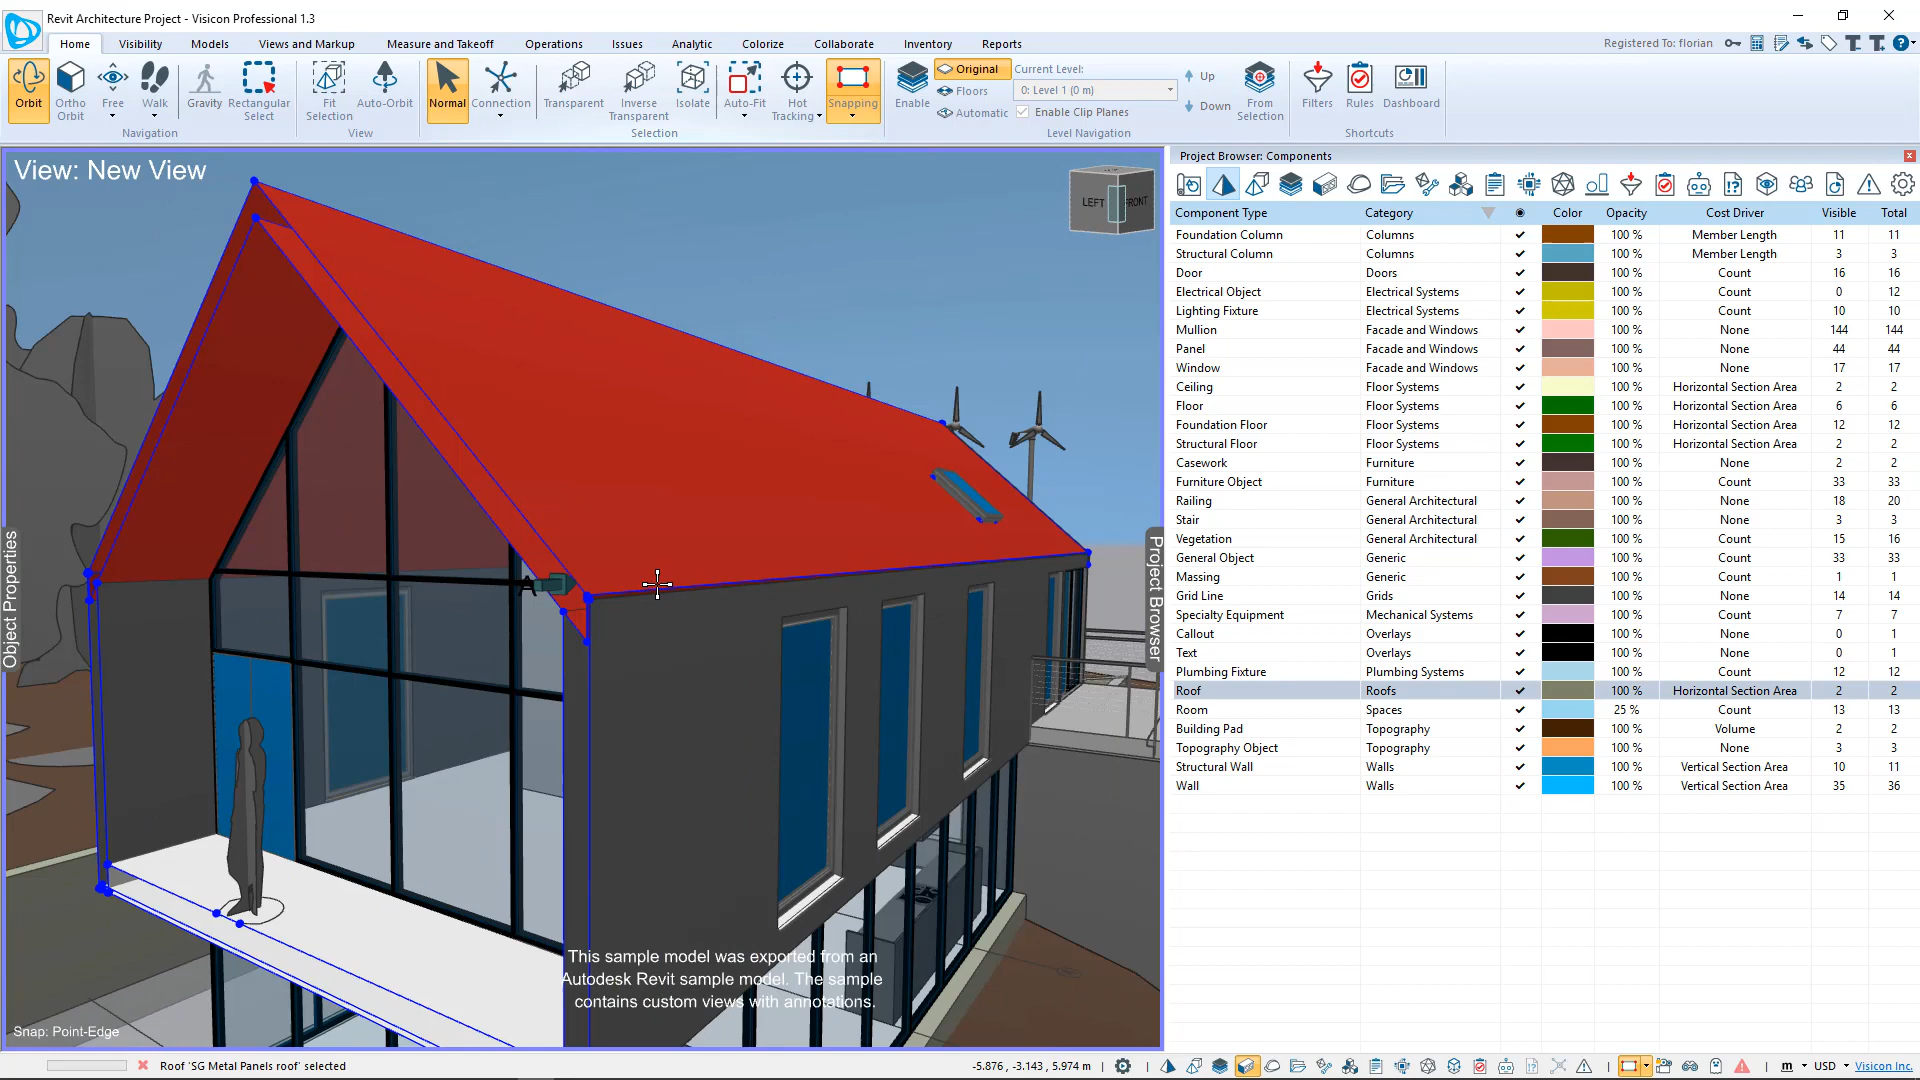 Revit Architecture Project - Visicon Professional 1.3
Home Visibility Models Views and Markup Measure and Takeoff Operations Issues Analytic Colorize Collaborate Inventory Reports
Registered To: florian
Orbit
Ortho Orbit
Free
Walk
Gravity
Rectangular Select
Navigation
Fit Selection
Auto-Orbit
View
Normal
Connection
Transparent
Inverse Transparent
Isolate
Auto-Fit
Hot Tracking
Snapping
Selection
Enable
Original
Floors
Automatic
Current Level:
0: Level 1 (0 m)
Enable Clip Planes
Up
Down
From Selection
Level Navigation
Filters
Rules
Dashboard
Shortcuts
View: New View
LEFT
FRONT
Object Properties
A
Project Browser
This sample model was exported from an
Autodesk Revit sample model. The sample
contains custom views with annotations.
Snap: Point-Edge
Project Browser: Components
Component Type Category Color Opacity Cost Driver Visible Total
Foundation Column Columns 100 % Member Length 11 11
Structural Column Columns 100 % Member Length 3 3
Door Doors 100 % Count 16 16
Electrical Object Electrical Systems 100 % Count 0 12
Lighting Fixture Electrical Systems 100 % Count 10 10
Mullion Facade and Windows 100 % None 144 144
Panel Facade and Windows 100 % None 44 44
Window Facade and Windows 100 % None 17 17
Ceiling Floor Systems 100 % Horizontal Section Area 2 2
Floor Floor Systems 100 % Horizontal Section Area 6 6
Foundation Floor Floor Systems 100 % Horizontal Section Area 12 12
Structural Floor Floor Systems 100 % Horizontal Section Area 2 2
Casework Furniture 100 % None 2 2
Furniture Object Furniture 100 % Count 33 33
Railing General Architectural 100 % None 18 20
Stair General Architectural 100 % None 3 3
Vegetation General Architectural 100 % Count 15 16
General Object Generic 100 % Count 33 33
Massing Generic 100 % None 1 1
Grid Line Grids 100 % None 14 14
Specialty Equipment Mechanical Systems 100 % Count 7 7
Callout Overlays 100 % None 0 1
Text Overlays 100 % None 0 1
Plumbing Fixture Plumbing Systems 100 % Count 12 12
Roof Roofs 100 % Horizontal Section Area 2 2
Room Spaces 25 % Count 13 13
Building Pad Topography 100 % Volume 2 2
Topography Object Topography 100 % None 3 3
Structural Wall Walls 100 % Vertical Section Area 10 11
Wall Walls 100 % Vertical Section Area 35 36
Roof 'SG Metal Panels roof' selected
-5.876 , -3.143 , 5.974 m
m
USD
Visicon Inc.